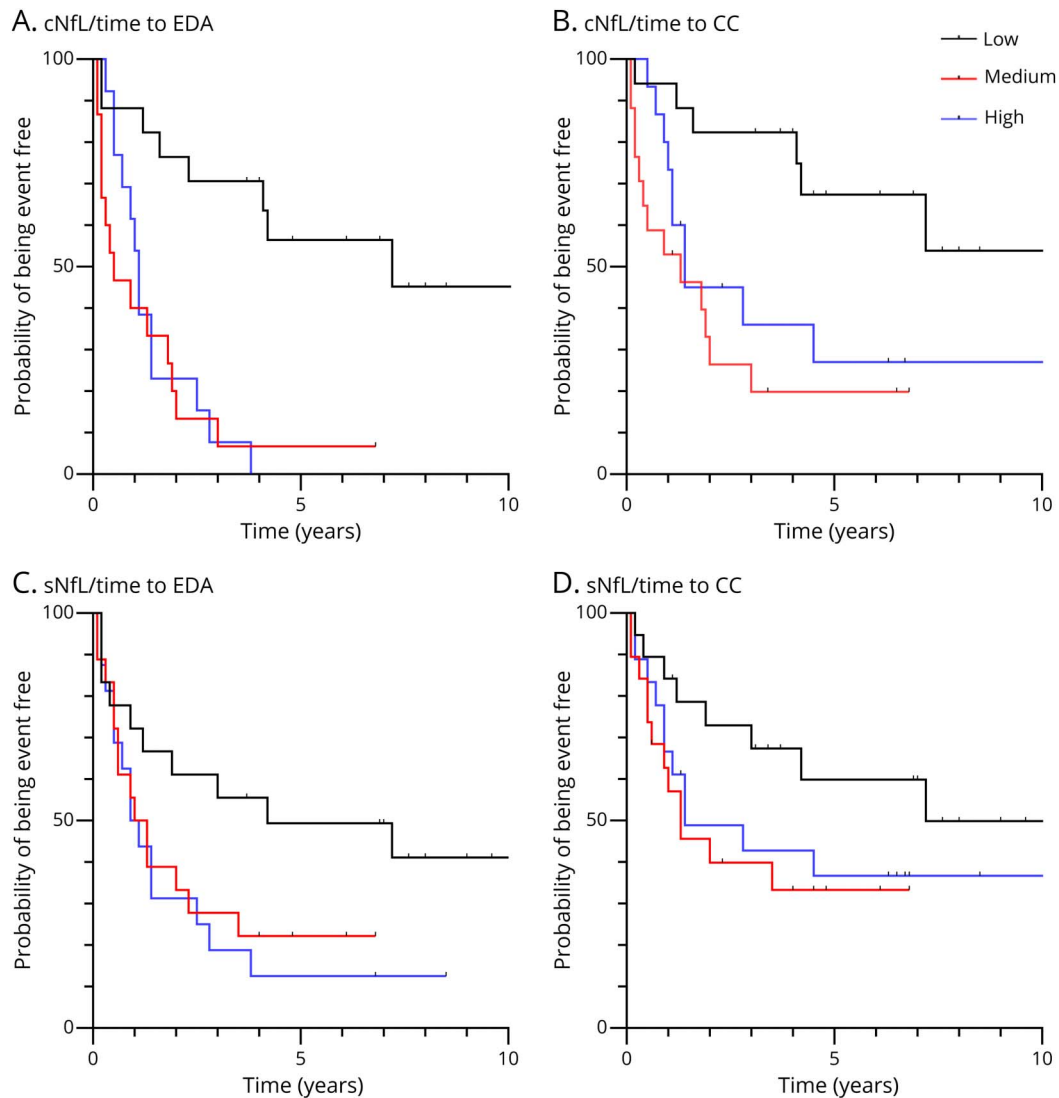 A. cNfL/time to EDA
100
50
0
Probability of being event free
0 5 10
Time (years)
B. cNfL/time to CC
Low
Medium
High
100
50
0
Probability of being event free
0 5 10
Time (years)
C. sNfL/time to EDA
100
50
0
Probability of being event free
0 5 10
Time (years)
D. sNfL/time to CC
100
50
0
Probability of being event free
0 5 10
Time (years)